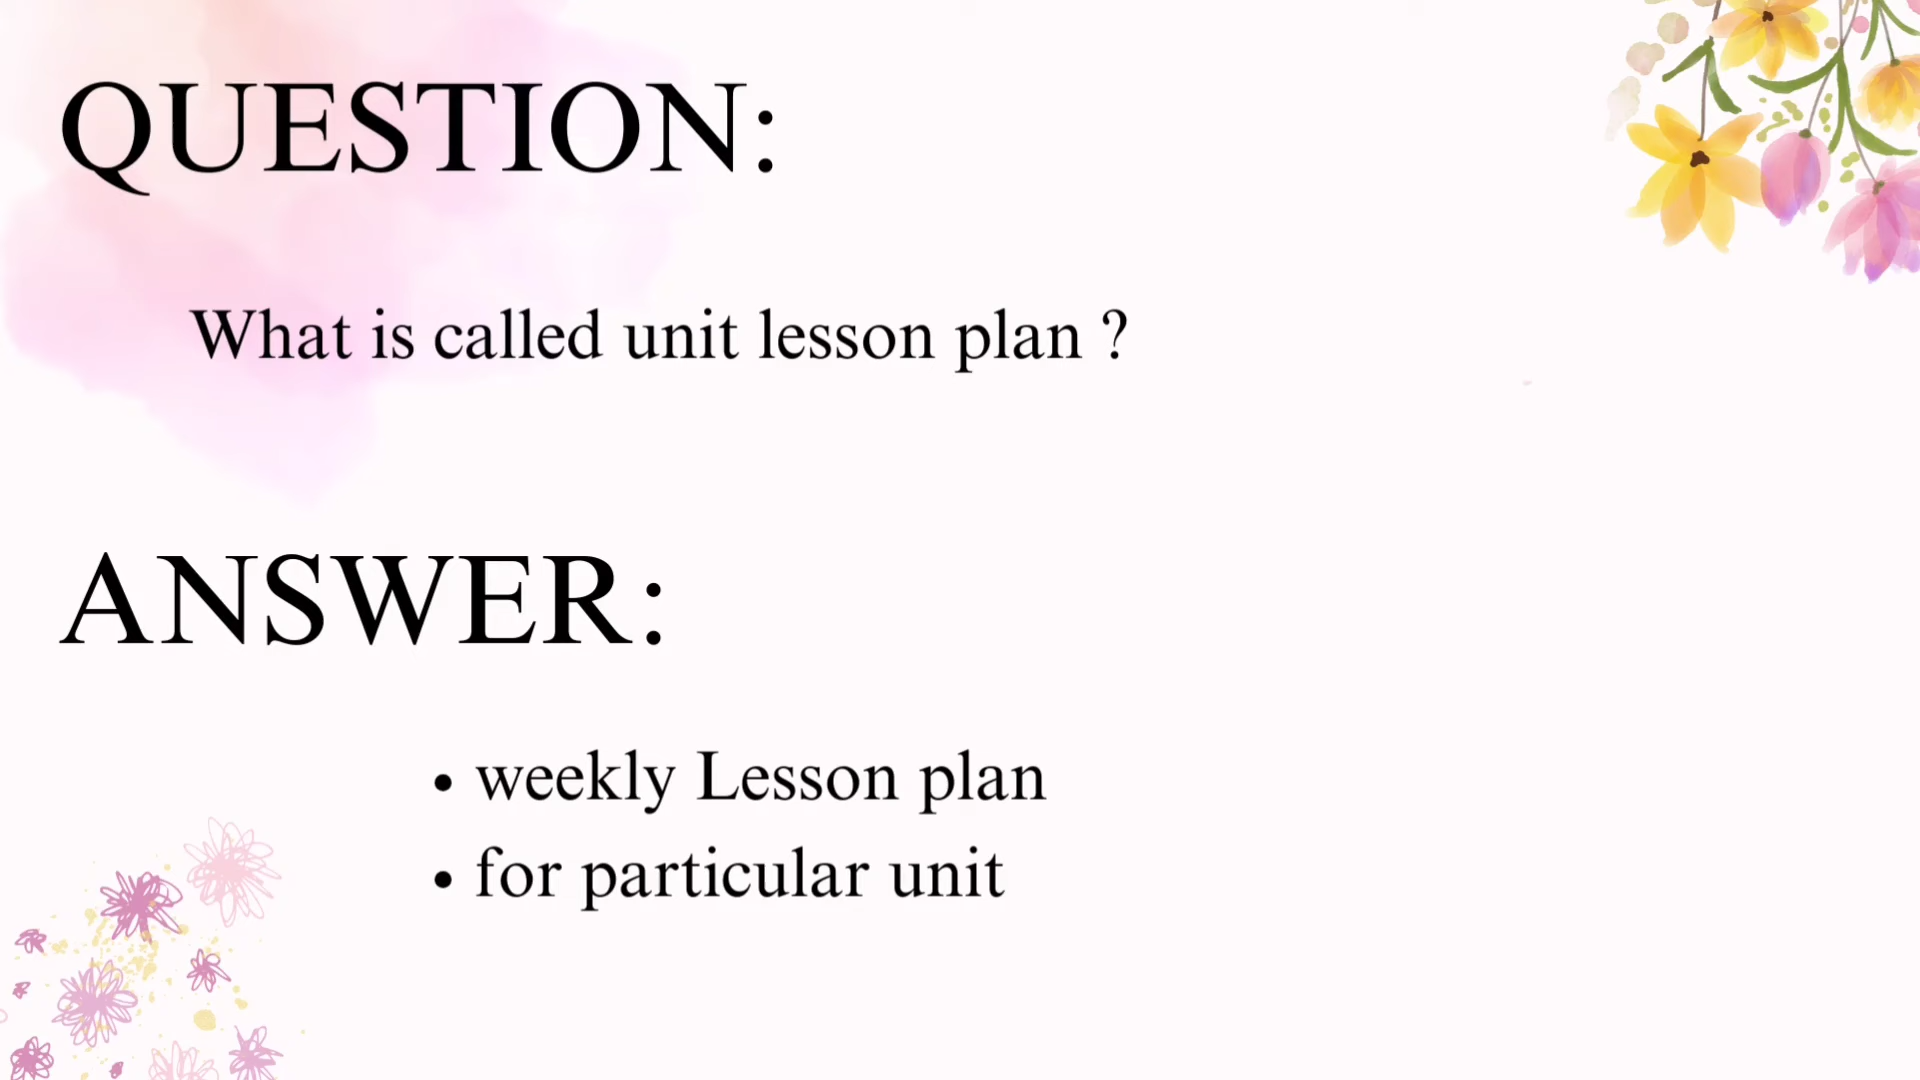 QUESTION:
What is called unit lesson plan ?
ANSWER:
• weekly Lesson plan
• for particular unit